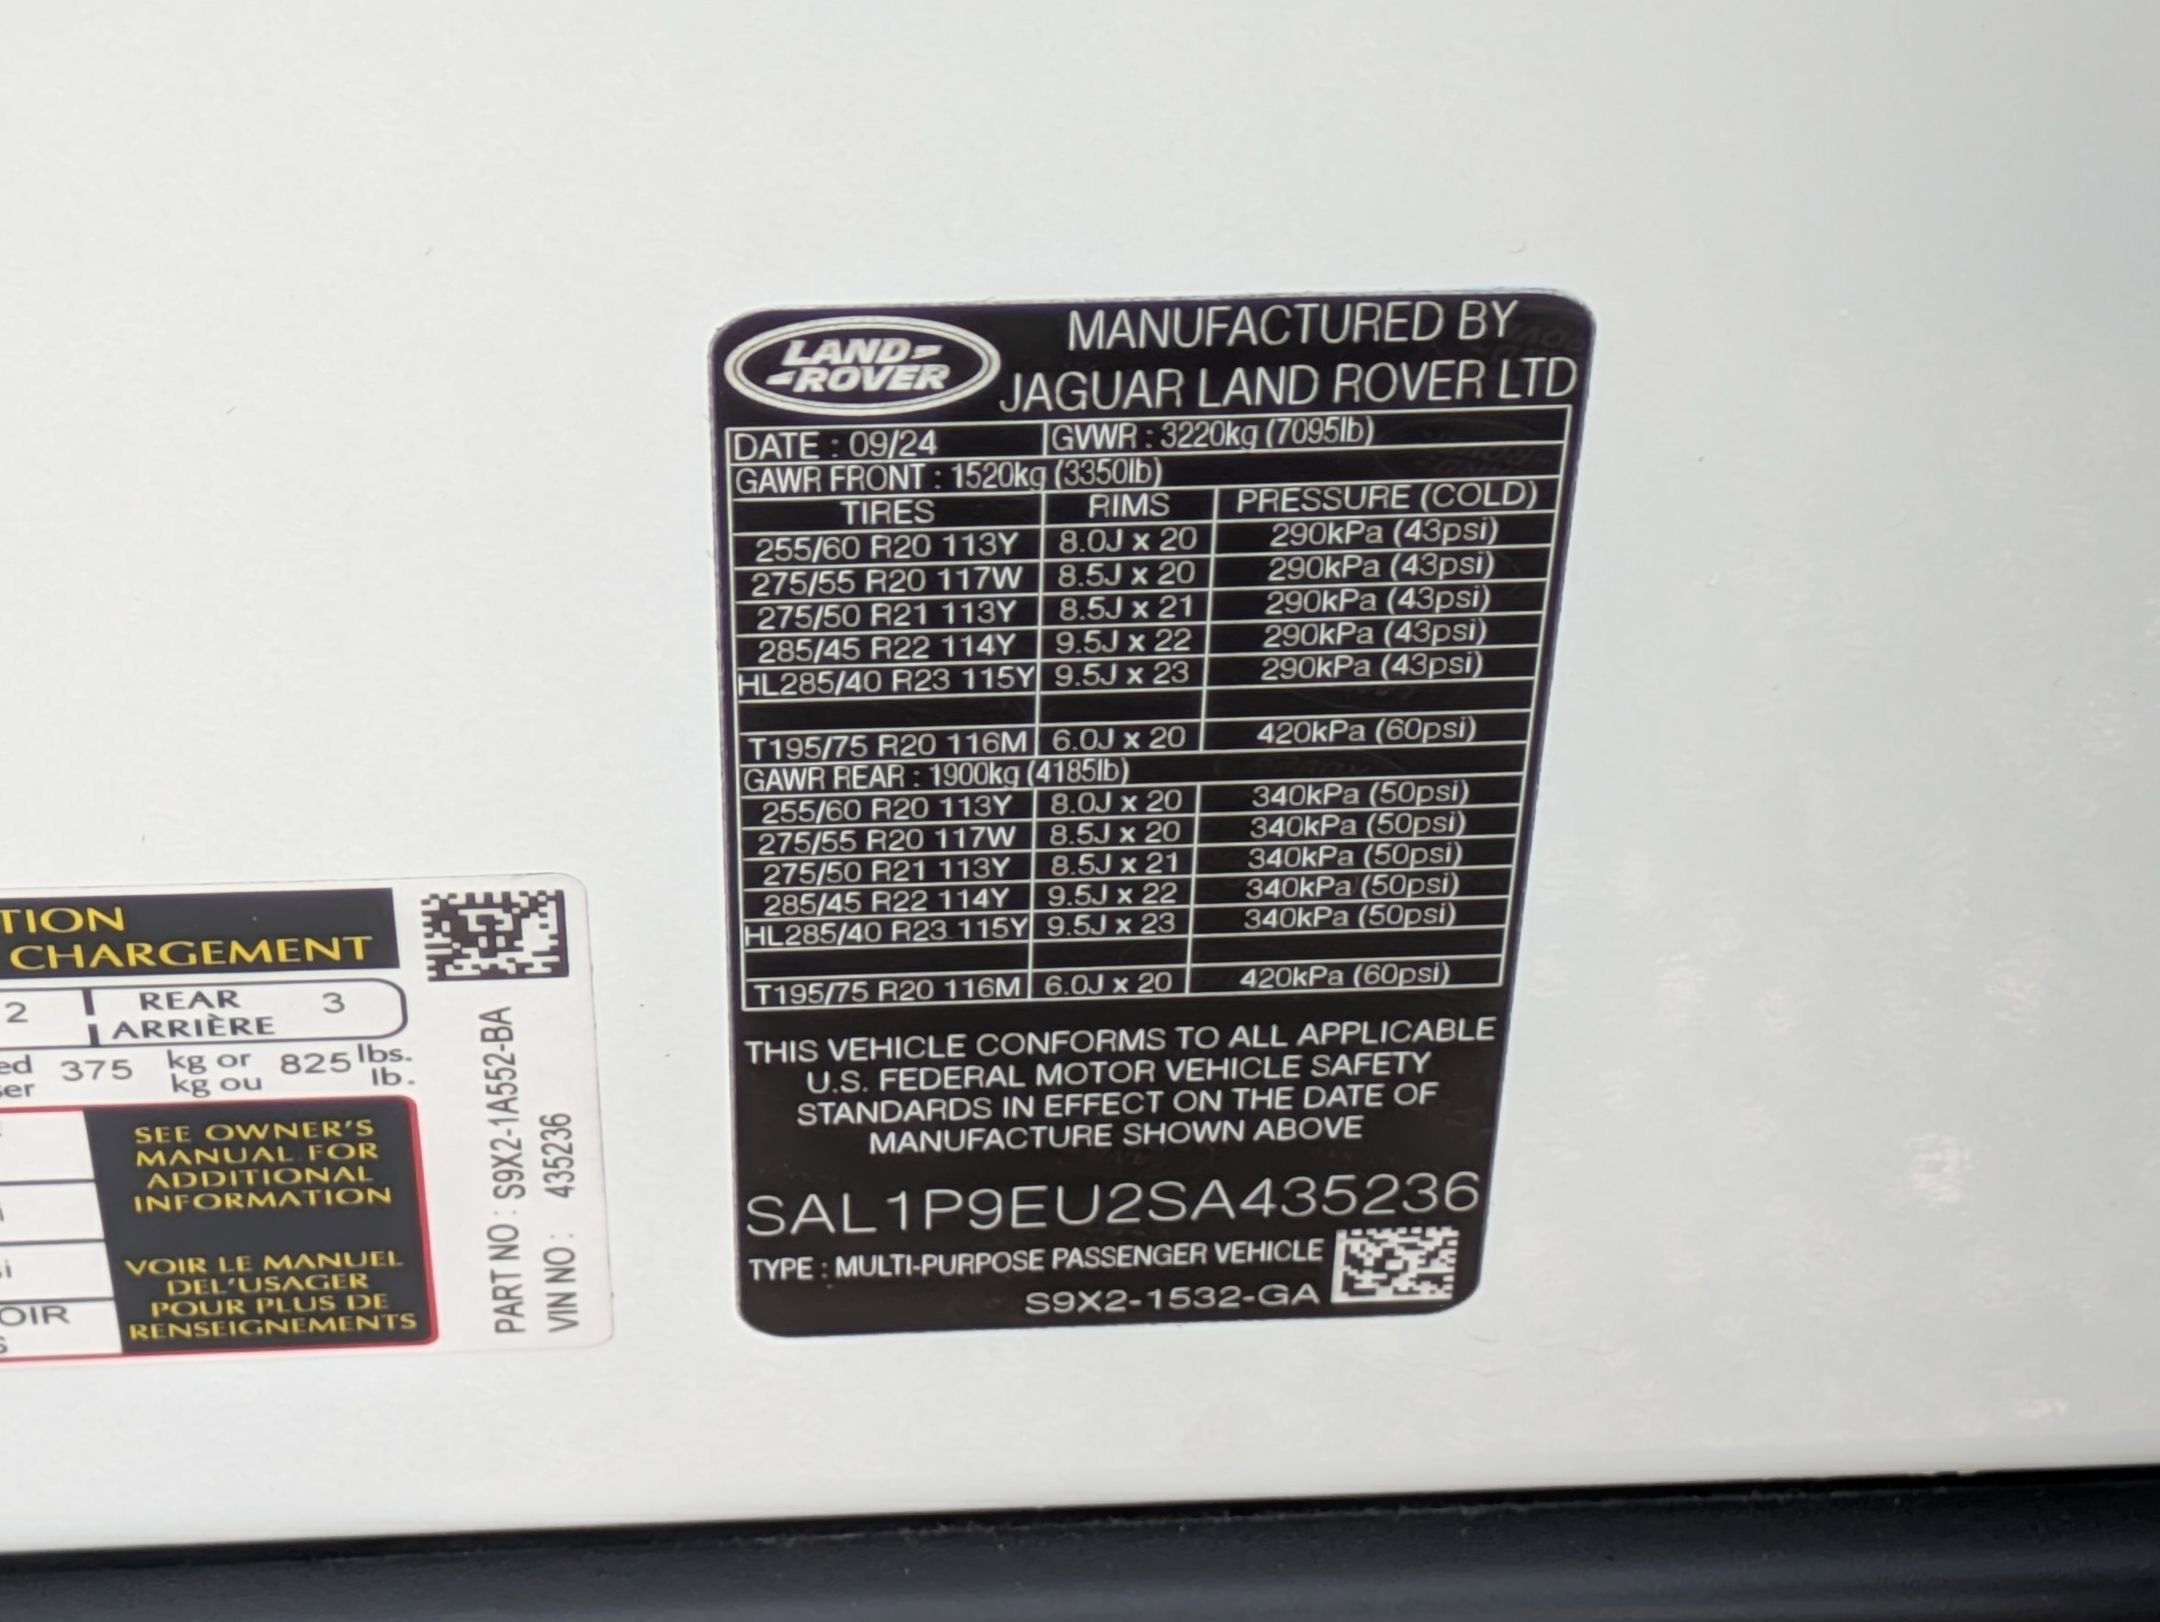 LAND-
-ROVER
MANUFACTURED BY
JAGUAR LAND ROVER LTD
DATE : 09/24 GVWR : 3220kg (7095lb)
GAWR FRONT : 1520kg (3350lb)
TIRES RIMS PRESSURE (COLD)
255/60 R20 113Y 8.0J x 20 290kPa (43psi)
275/55 R20 117W 8.5J x 20 290kPa (43psi)
275/50 R21 113Y 8.5J x 21 290kPa (43psi)
285/45 R22 114Y 9.5J x 22 290kPa (43psi)
HL285/40 R23 115Y 9.5J x 23 290kPa (43psi)
T195/75 R20 116M 6.0J x 20 420kPa (60psi)
GAWR REAR : 1900kg (4185lb)
255/60 R20 113Y 8.0J x 20 340kPa (50psi)
275/55 R20 117W 8.5J x 20 340kPa (50psi)
275/50 R21 113Y 8.5J x 21 340kPa (50psi)
285/45 R22 114Y 9.5J x 22 340kPa (50psi)
HL285/40 R23 115Y 9.5J x 23 340kPa (50psi)
T195/75 R20 116M 6.0J x 20 420kPa (60psi)
THIS VEHICLE CONFORMS TO ALL APPLICABLE
U.S. FEDERAL MOTOR VEHICLE SAFETY
STANDARDS IN EFFECT ON THE DATE OF
MANUFACTURE SHOWN ABOVE
SAL1P9EU2SA435236
TYPE : MULTI-PURPOSE PASSENGER VEHICLE
S9X2-1532-GA
TION
CHARGEMENT
2 REAR 3
ARRIÈRE
ed 375 kg or 825 lbs.
ser kg ou lb.
SEE OWNER'S
MANUAL FOR
ADDITIONAL
INFORMATION
VOIR LE MANUEL
DEL'USAGER
POUR PLUS DE
RENSEIGNEMENTS
OIR
PART NO : S9X2-1A552-BA
VIN NO : 435236